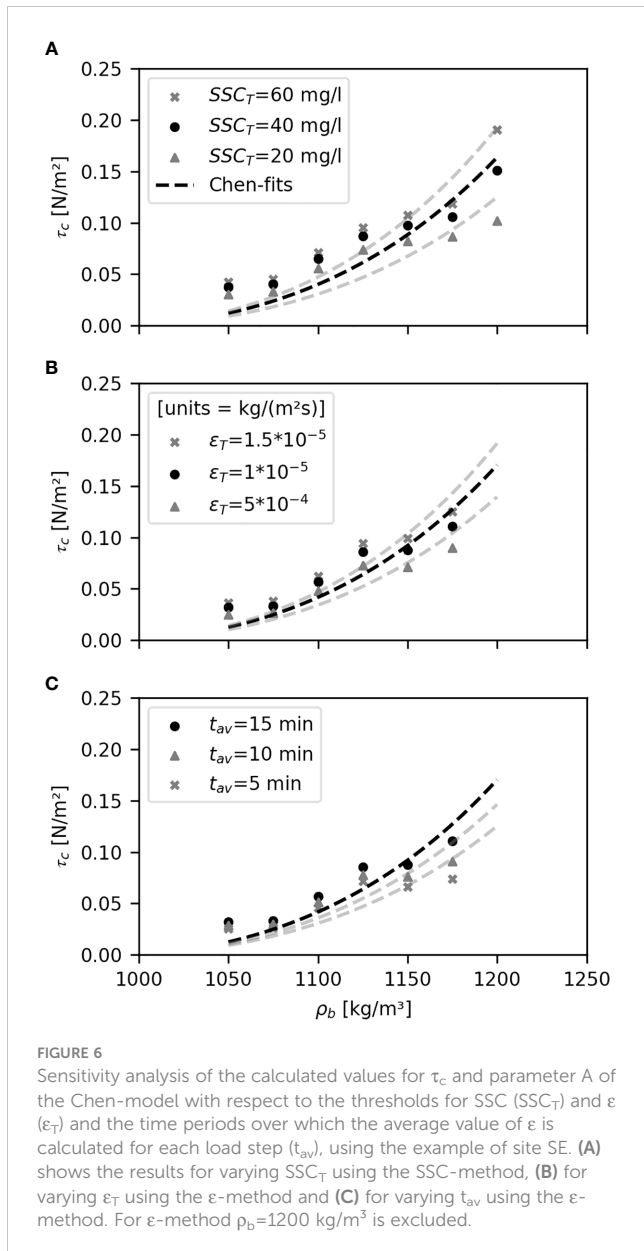 A
0.25
0.20
0.15
0.10
0.05
0.00
τc [N/m²]
SSCT=60 mg/l
SSCT=40 mg/l
SSCT=20 mg/l
Chen-fits
B
0.25
0.20
0.15
0.10
0.05
0.00
τc [N/m²]
[units = kg/(m²s)]
εT=1.5*10⁻⁵
εT=1*10⁻⁵
εT=5*10⁻⁴
C
0.25
0.20
0.15
0.10
0.05
0.00
τc [N/m²]
tav=15 min
tav=10 min
tav=5 min
1000 1050 1100 1150 1200 1250
ρb [kg/m³]
FIGURE 6
Sensitivity analysis of the calculated values for τc and parameter A of
the Chen-model with respect to the thresholds for SSC (SSCT) and ε
(εT) and the time periods over which the average value of ε is
calculated for each load step (tav), using the example of site SE. (A)
shows the results for varying SSCT using the SSC-method, (B) for
varying εT using the ε-method and (C) for varying tav using the ε-
method. For ε-method ρb=1200 kg/m³ is excluded.